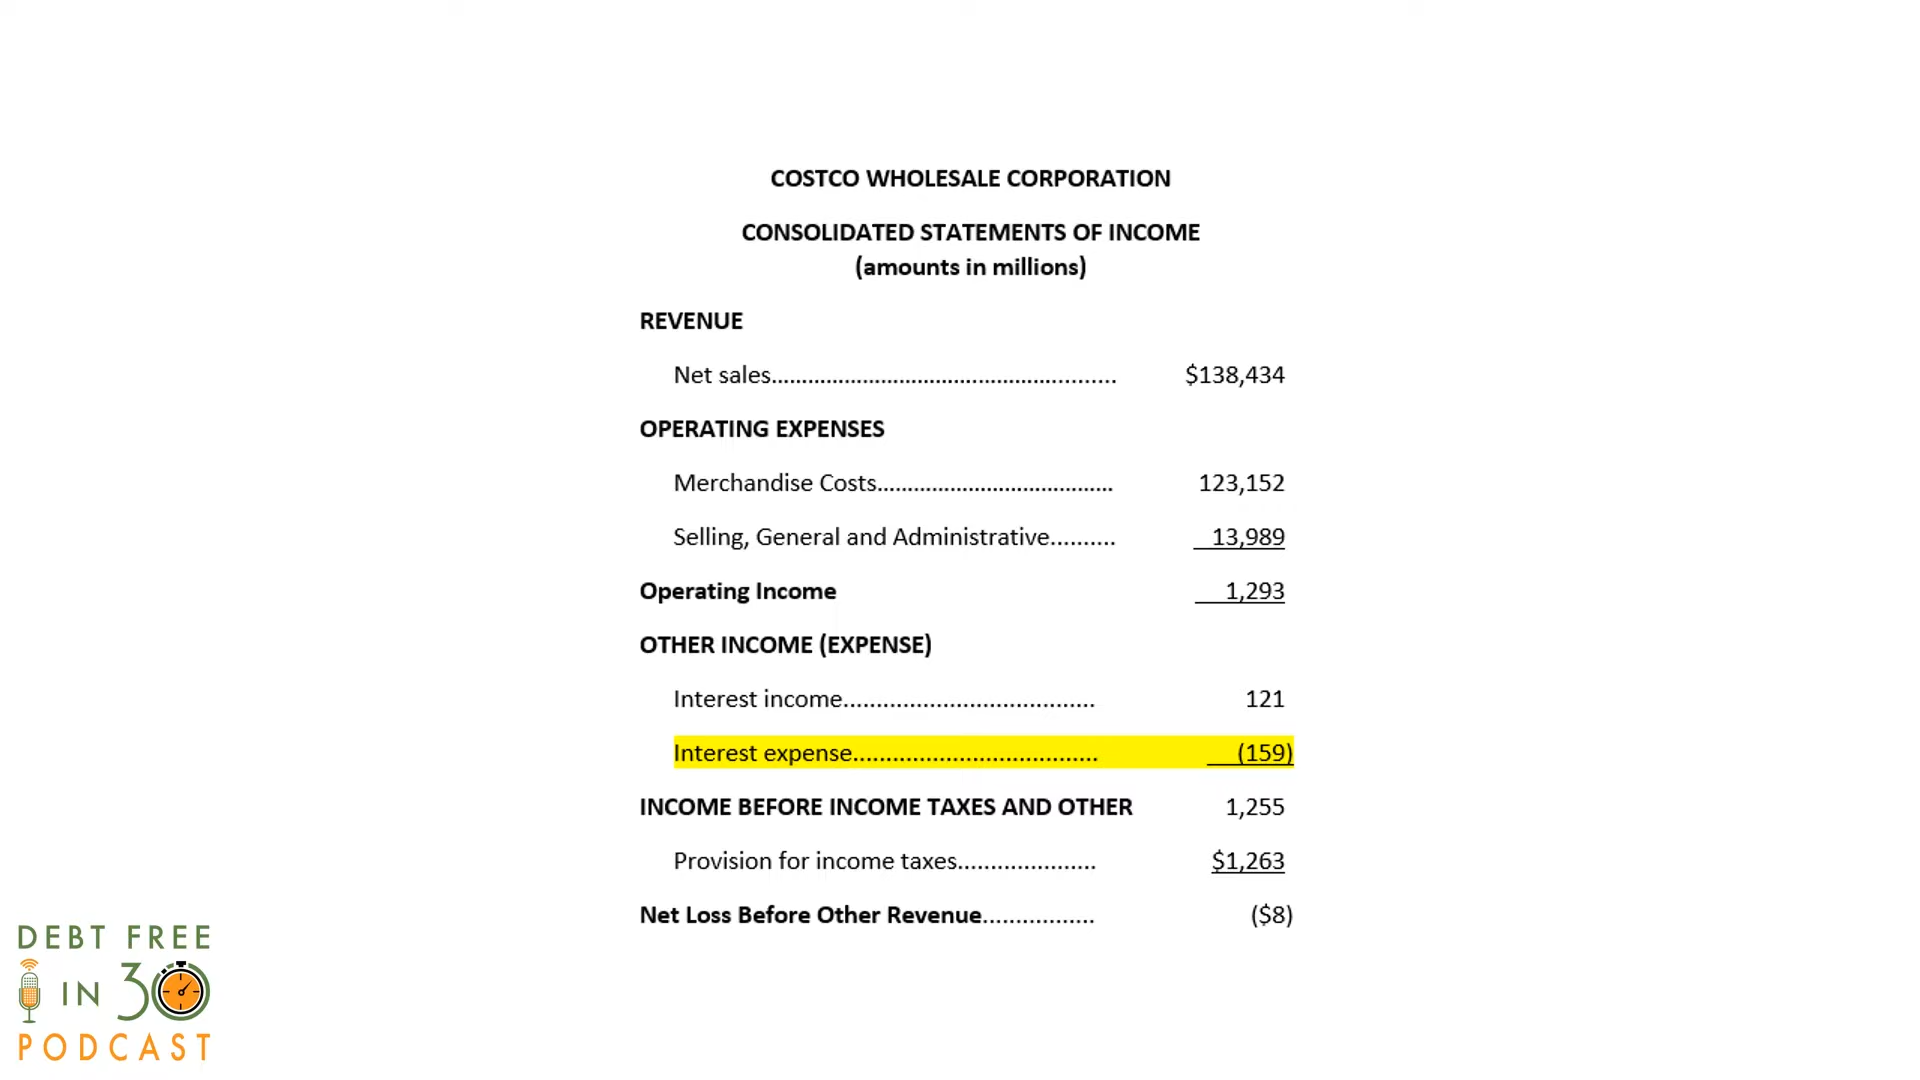 COSTCO WHOLESALE CORPORATION
CONSOLIDATED STATEMENTS OF INCOME
(amounts in millions)
REVENUE
Net sales....................................................... $138,434
OPERATING EXPENSES
Merchandise Costs...................................... 123,152
Selling, General and Administrative.......... 13,989
Operating Income 1,293
OTHER INCOME (EXPENSE)
Interest income...................................... 121
Interest expense..................................... (159)
INCOME BEFORE INCOME TAXES AND OTHER 1,255
Provision for income taxes..................... $1,263
Net Loss Before Other Revenue................. ($8)
DEBT FREE
IN 30
PODCAST